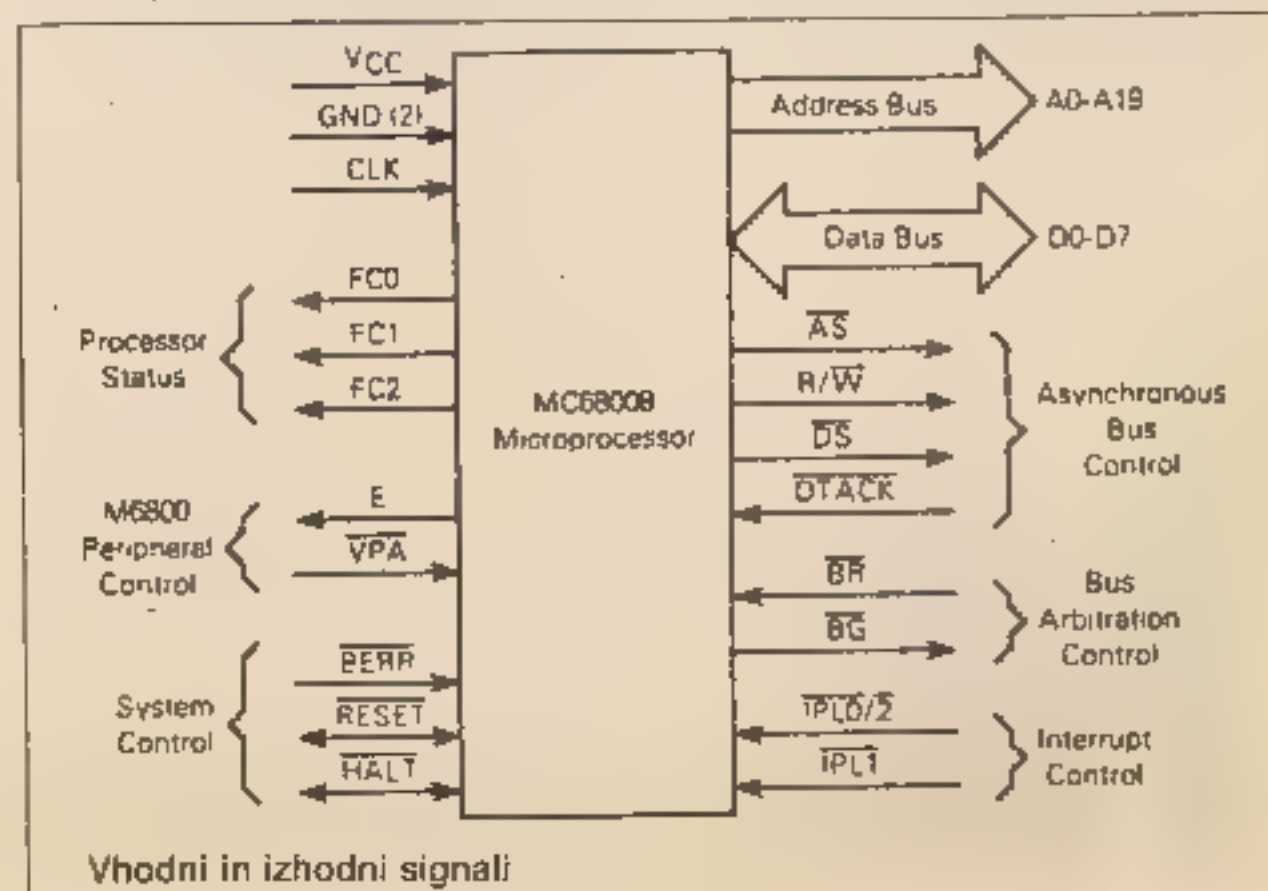 VCC
GND (2)
CLK
FC0
FC1
FC2
Processor
Status
E
VPA
M6800
Peripheral
Control
BERR
RESET
HALT
System
Control
MC68008
Microprocessor
Address Bus
A0-A19
Data Bus
D0-D7
AS
R/W
DS
DTACK
Asynchronous
Bus
Control
BR
BG
Bus
Arbitration
Control
IPL0/2
IPL1
Interrupt
Control
Vhodni in izhodni signali